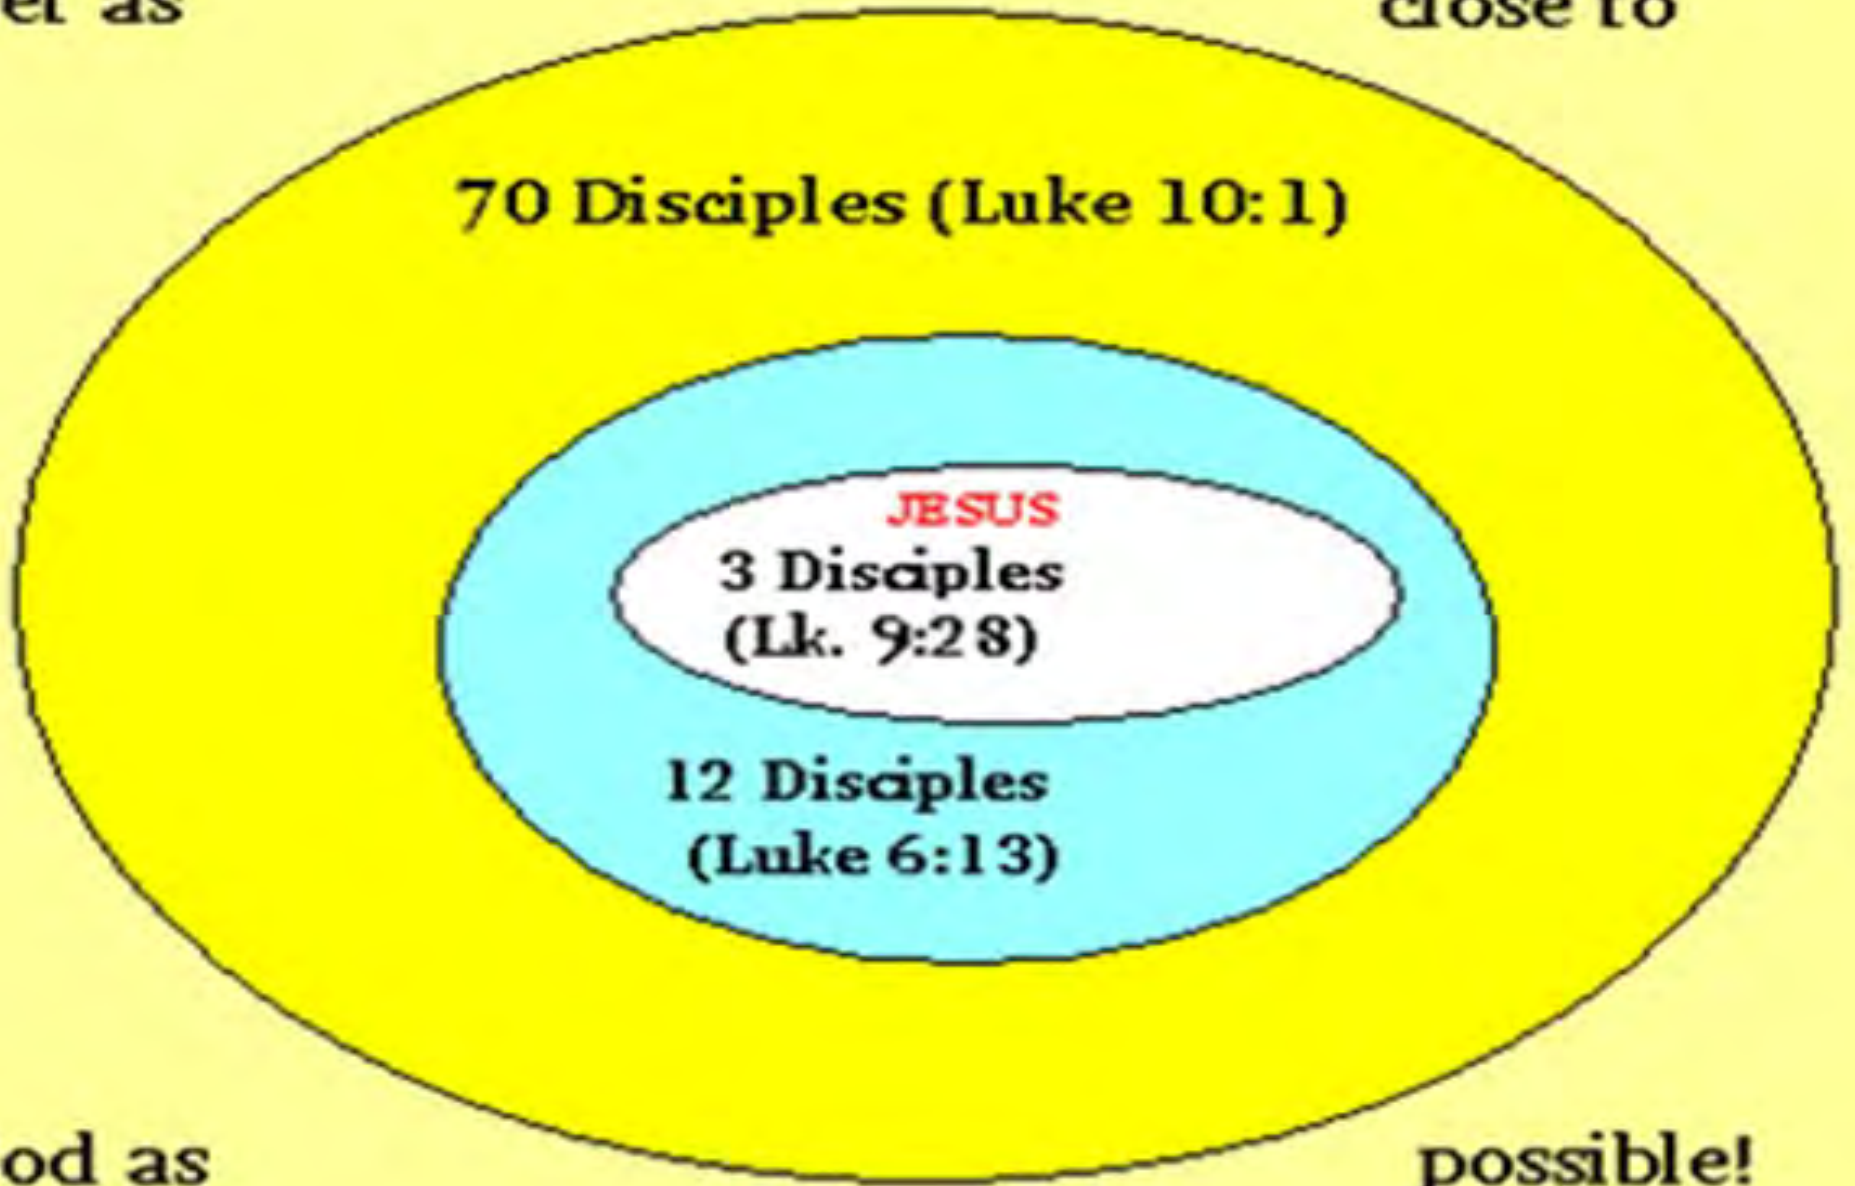 as
close to
70 Disciples (Luke 10:1)
JESUS
3 Disciples
(Lk. 9:28)
12 Disciples
(Luke 6:13)
od as
possible!